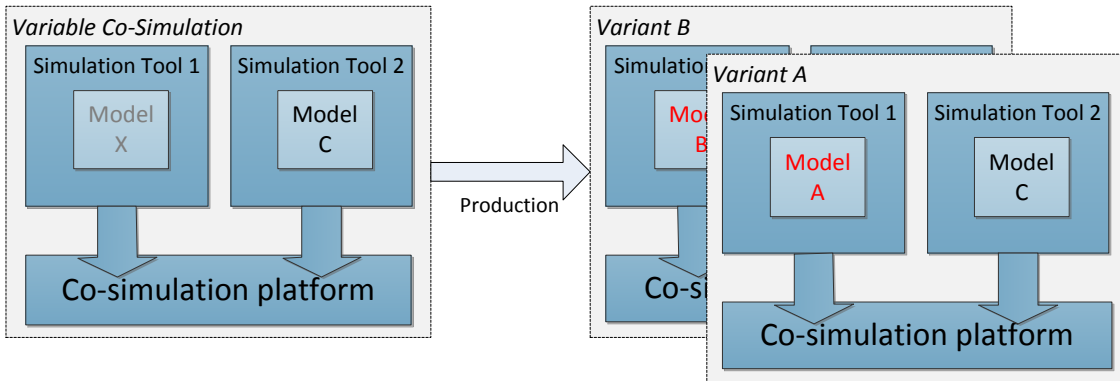 Variable Co-Simulation
Simulation Tool 1
Model
X
Simulation Tool 2
Model
C
Co-simulation platform
Production
Variant B
Variant A
Simulation Tool 1
Model
A
Simulation Tool 2
Model
C
Co-simulation platform